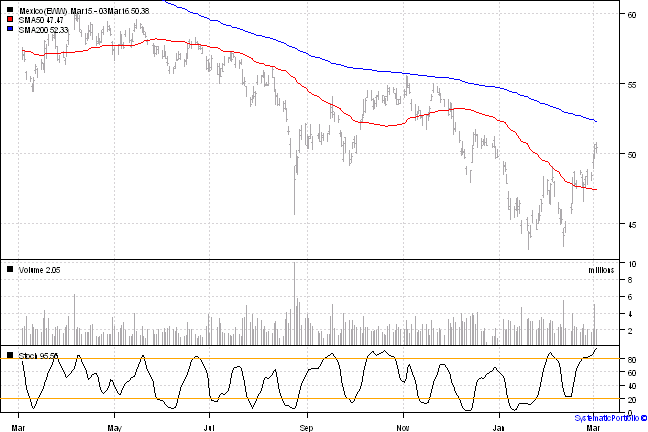 Mexico(EWW) Mar15 - 03Mar16 50.38
SMA50 47.47
SMA200 52.33
60
55
50
45
10
Volume 2.05
millions
8
6
4
2
Stoch 95.56
80
60
40
20
0
Mar
May
Jul
Sep
Nov
Jan
Mar
SystematicPortfolio ©